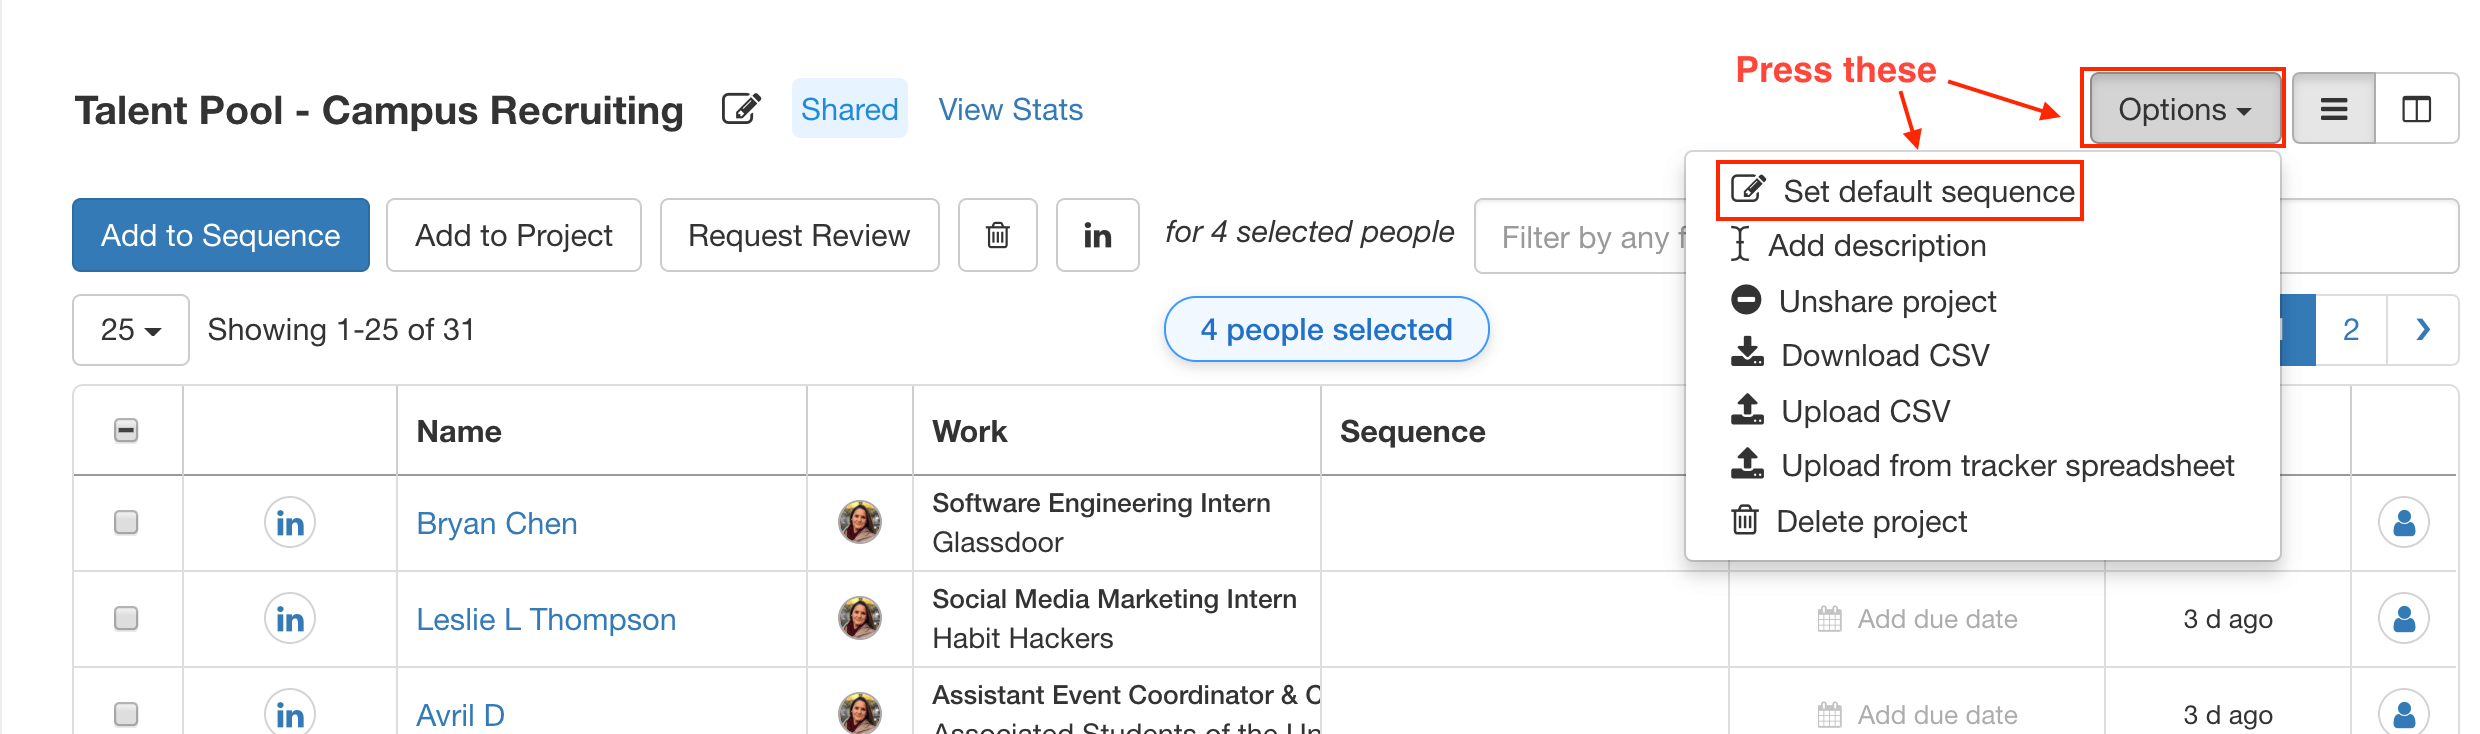 Press these
Talent Pool - Campus Recruiting Shared View Stats Options
Set default sequence
Add description
Unshare project
Download CSV
Upload CSV
Upload from tracker spreadsheet
Delete project
Add to Sequence Add to Project Request Review in for 4 selected people Filter by any
25 Showing 1-25 of 31 4 people selected 2
Name Work Sequence
in Bryan Chen Software Engineering Intern
Glassdoor
in Leslie L Thompson Social Media Marketing Intern Add due date 3 d ago
Habit Hackers
in Avril D Assistant Event Coordinator & Add due date 3 d ago
Associated Students of the